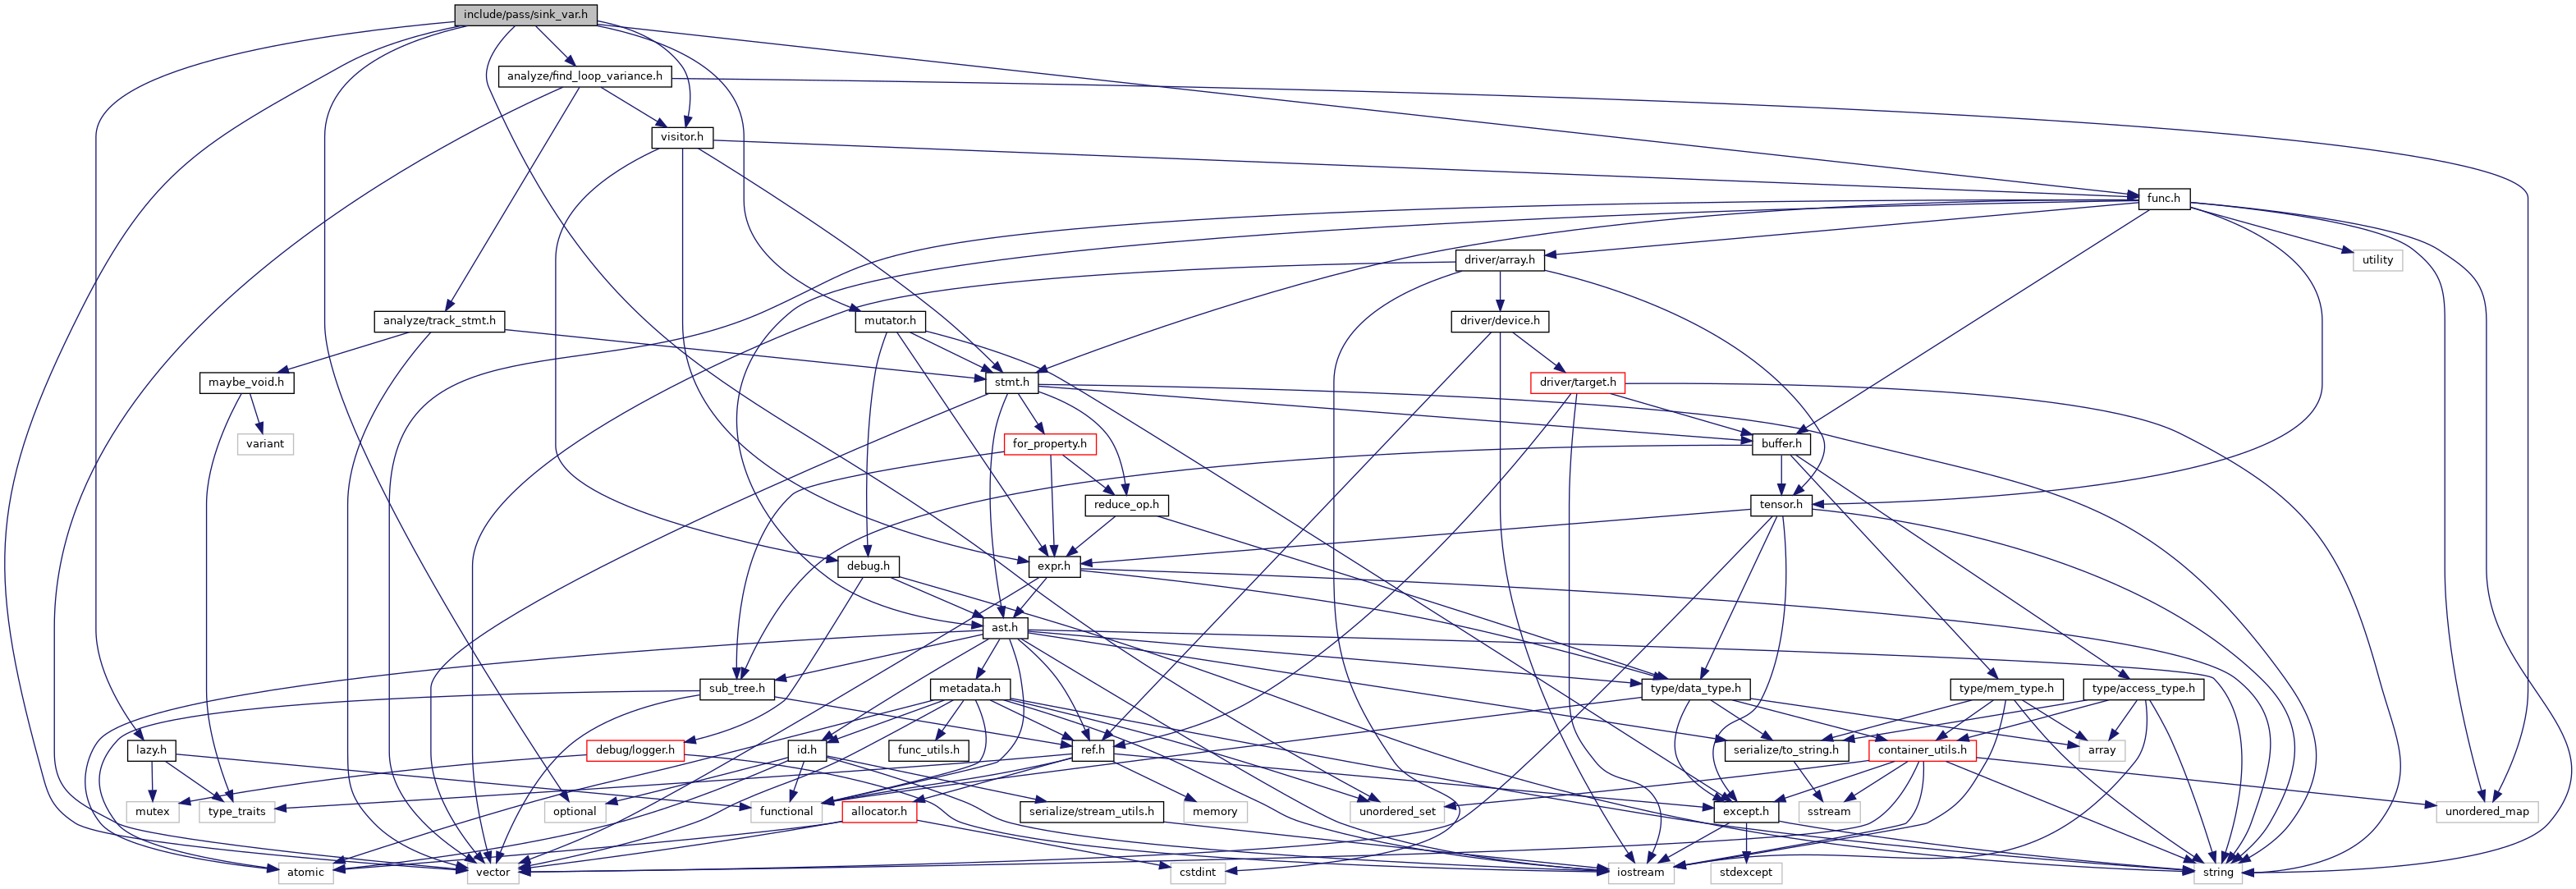 include/pass/sink_var.h
analyze/find_loop_variance.h
visitor.h
func.h
driver/array.h
utility
analyze/track_stmt.h
mutator.h
driver/device.h
maybe_void.h
stmt.h
driver/target.h
variant
for_property.h
buffer.h
reduce_op.h
tensor.h
debug.h
expr.h
ast.h
sub_tree.h
metadata.h
type/data_type.h
type/mem_type.h
type/access_type.h
lazy.h
debug/logger.h
id.h
func_utils.h
ref.h
serialize/to_string.h
container_utils.h
array
mutex
type_traits
optional
functional
allocator.h
serialize/stream_utils.h
memory
unordered_set
except.h
sstream
unordered_map
atomic
vector
cstdint
iostream
stdexcept
string